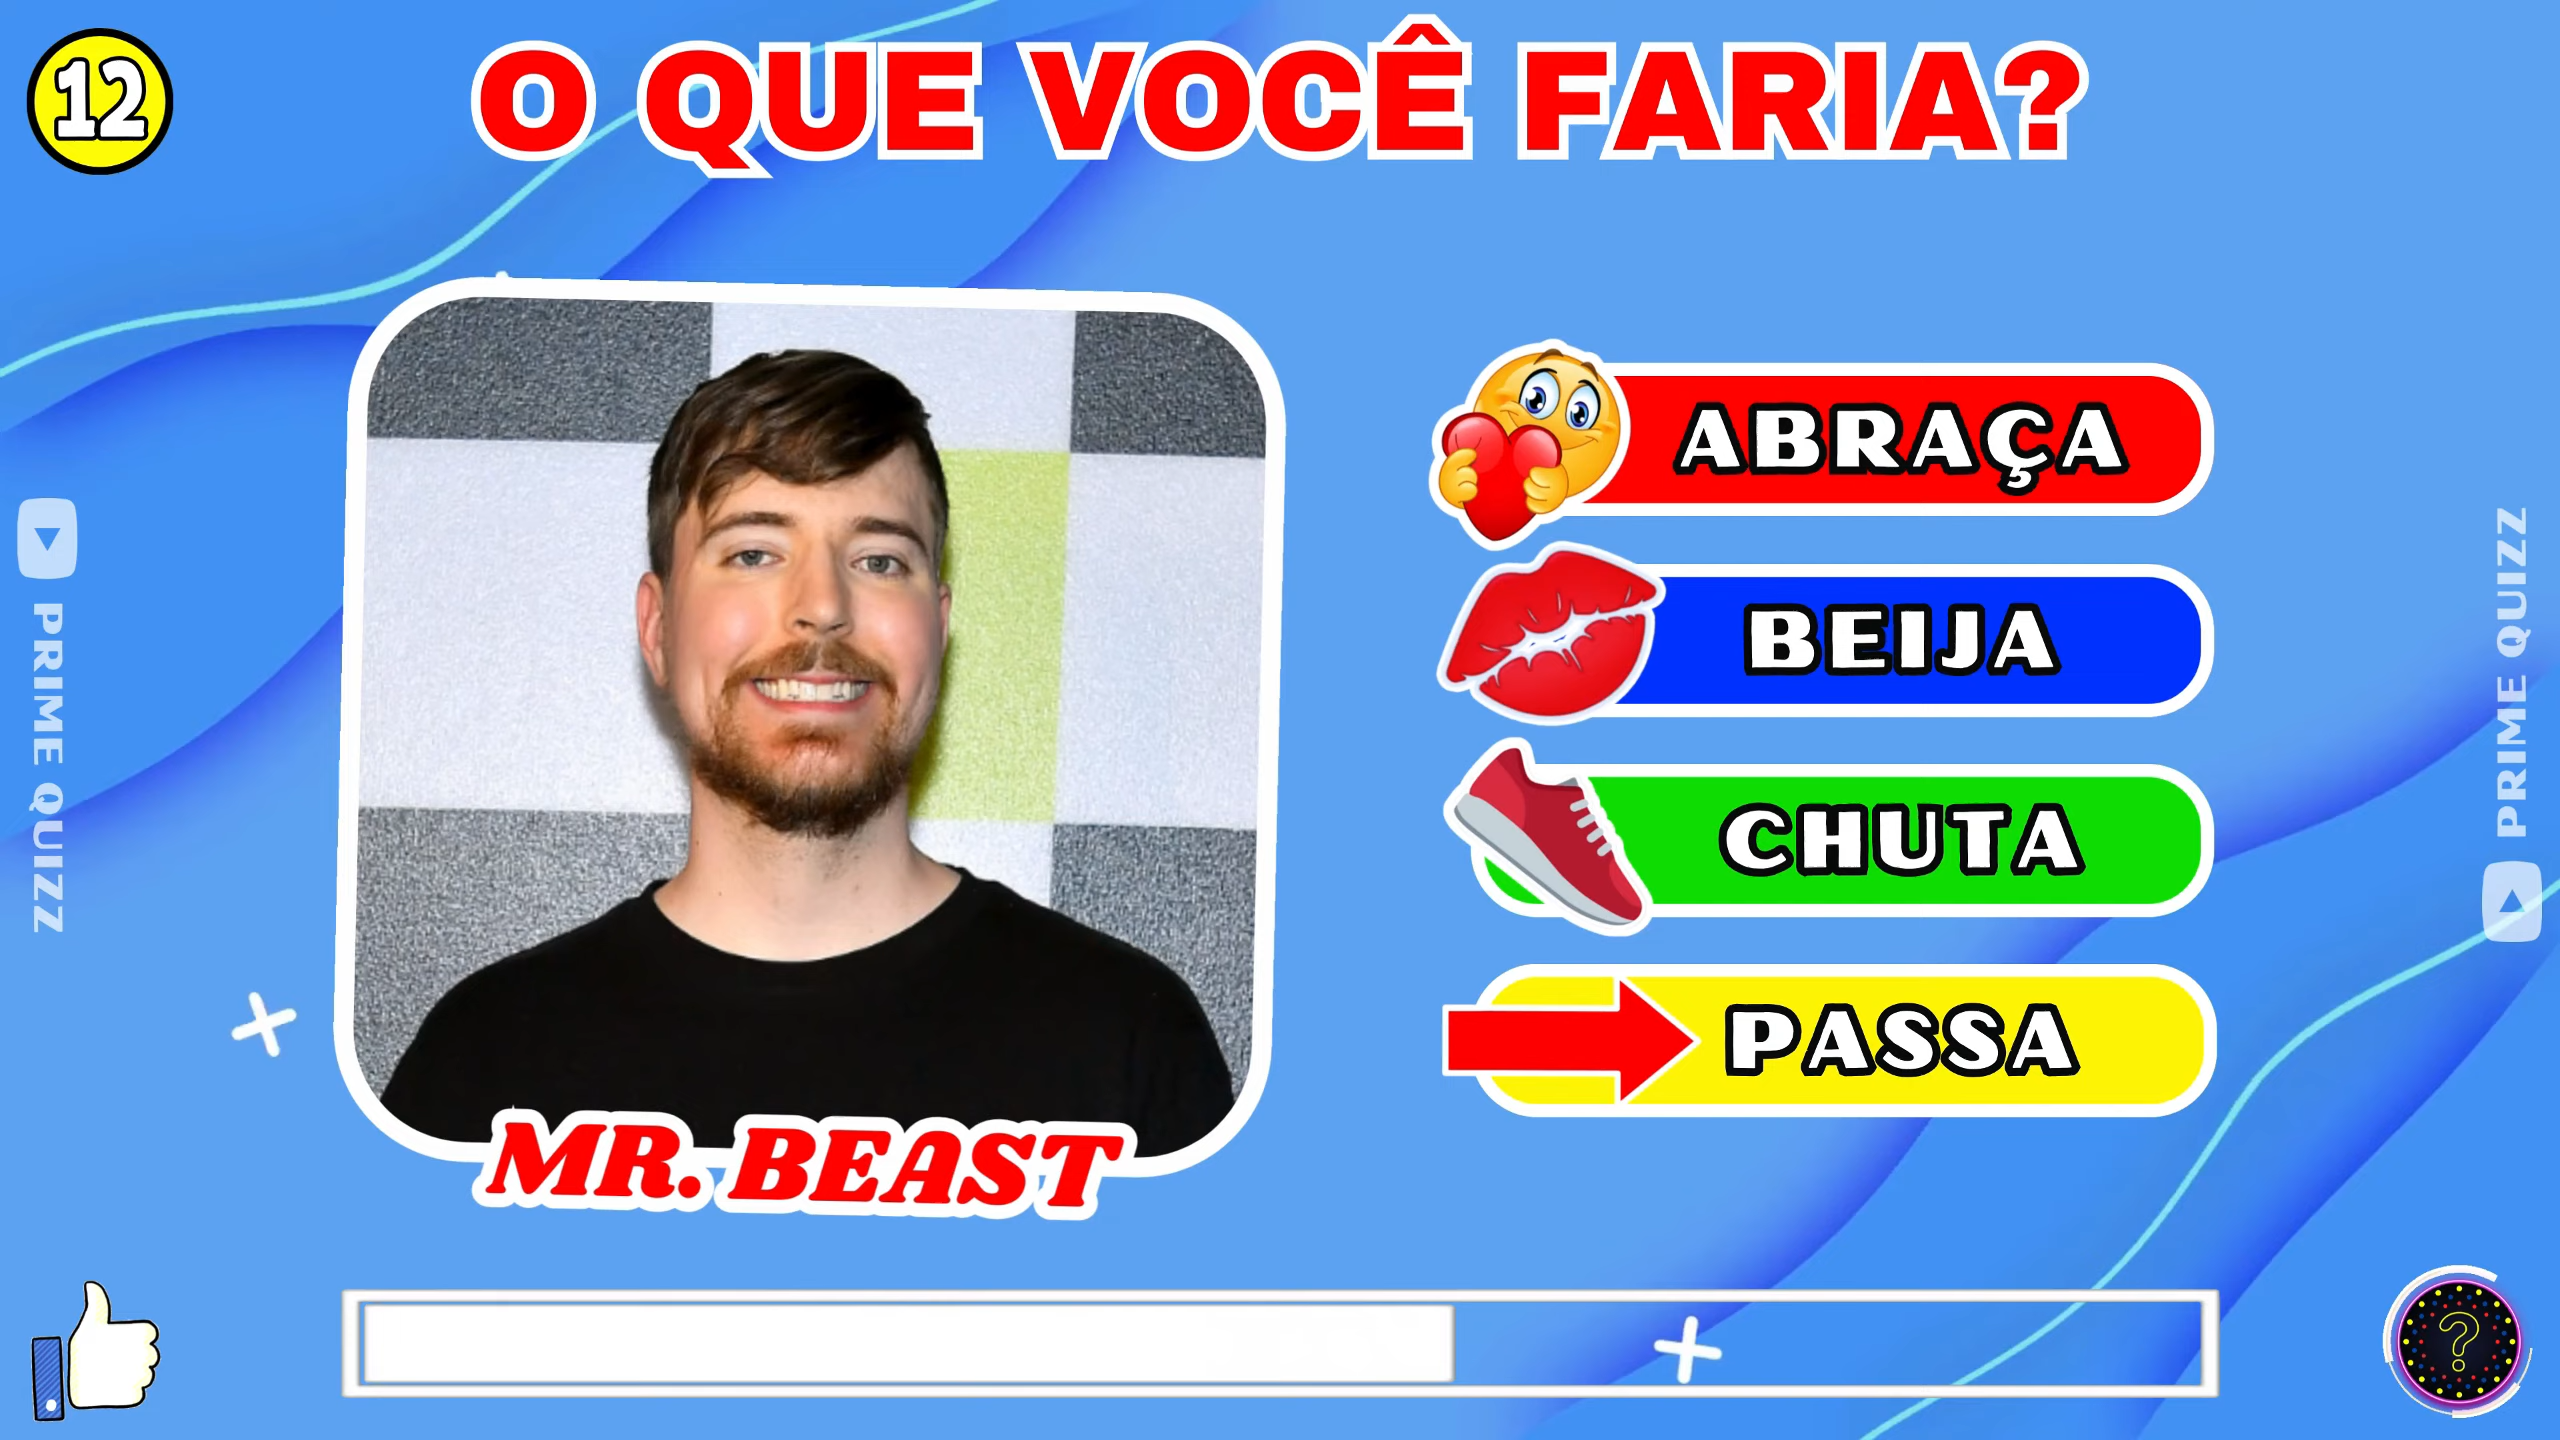 12
O QUE VOCÊ FARIA?
ABRAÇA
BEIJA
CHUTA
PASSA
MR. BEAST
PRIME QUIZZ
PRIME QUIZZ
?